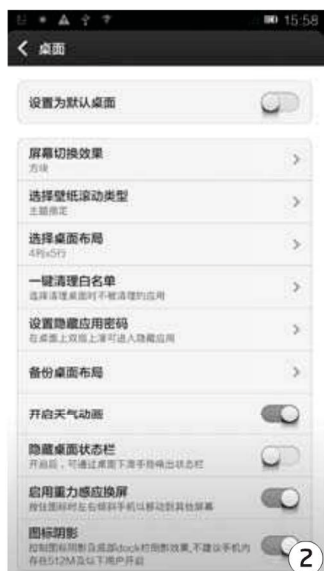 15:58
桌面
设置为默认桌面
屏幕切换效果
方块
选择壁纸滚动类型
主题指定
选择桌面布局
4列x5行
一键清理白名单
选择清理桌面时不被清理的应用
设置隐藏应用密码
在桌面上双指上滑可进入隐藏应用
备份桌面布局
开启天气动画
隐藏桌面状态栏
开启后，可通过桌面下滑手势唤出状态栏
启用重力感应换屏
按住图标时左右倾斜手机以移动到其他屏幕
图标阴影
控制图标阴影及底部dock栏阴影效果,不建议手机内
存在512M及以下用户开启
2